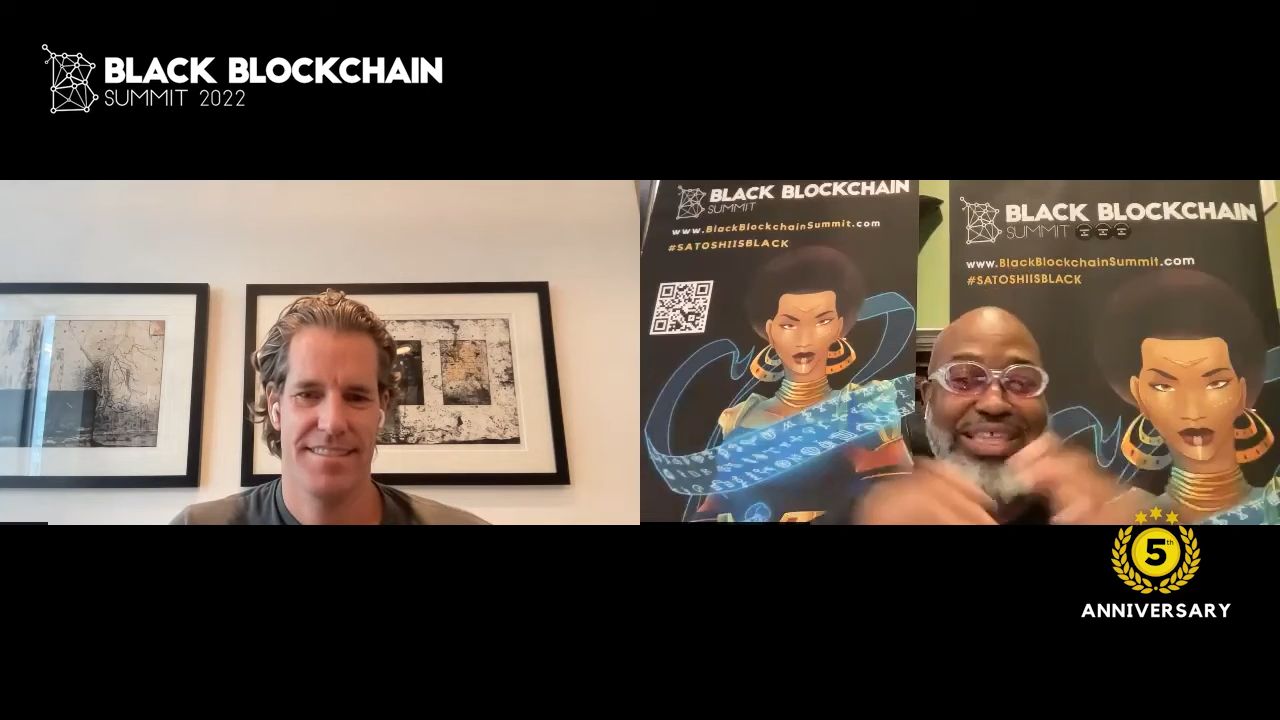 BLACK BLOCKCHAIN
SUMMIT 2022
BLACK BLOCKCHAIN
SUMMIT
www.BlackBlockchainSummit.com
#SATOSHIISBLACK
BLACK BLOCKCHAIN
SUMMIT
www.BlackBlockchainSummit.com
#SATOSHIISBLACK
5th
ANNIVERSARY